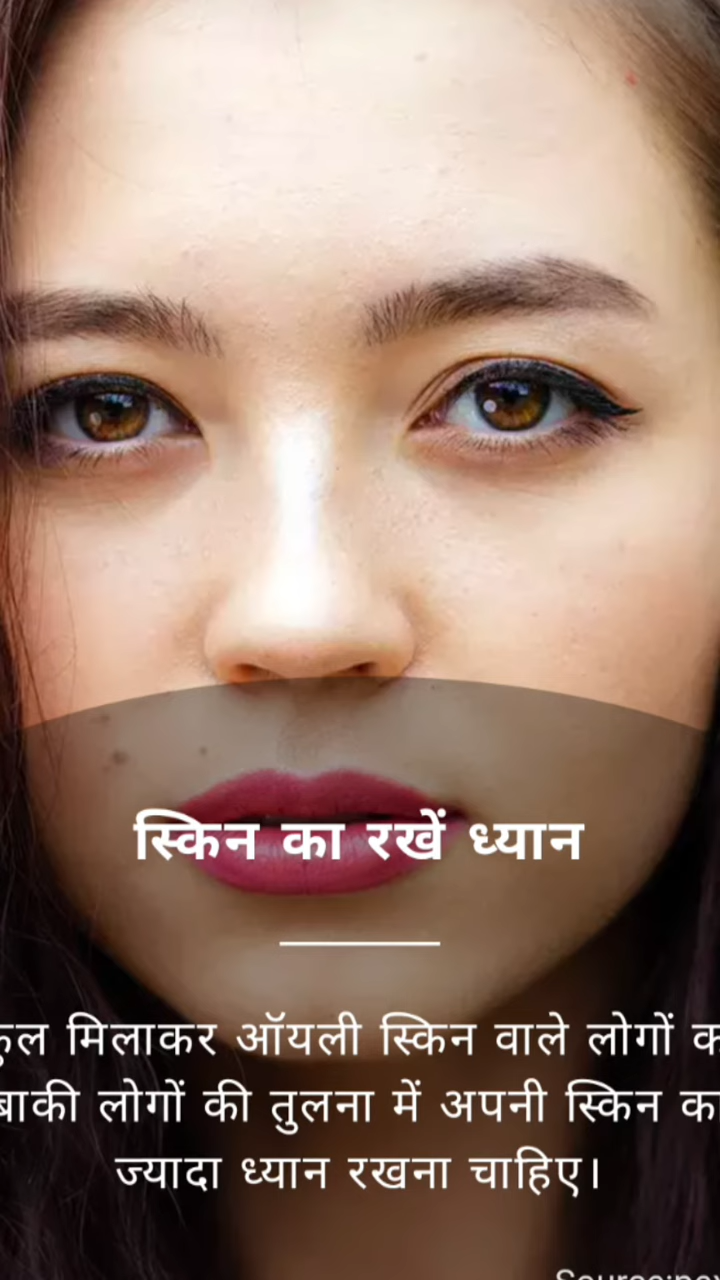 स्किन का रखें ध्यान
मिलाकर ऑयली स्किन वाले लोगों
बाकी लोगों की तुलना में अपनी स्किन का
ज्यादा ध्यान रखना चाहिए।